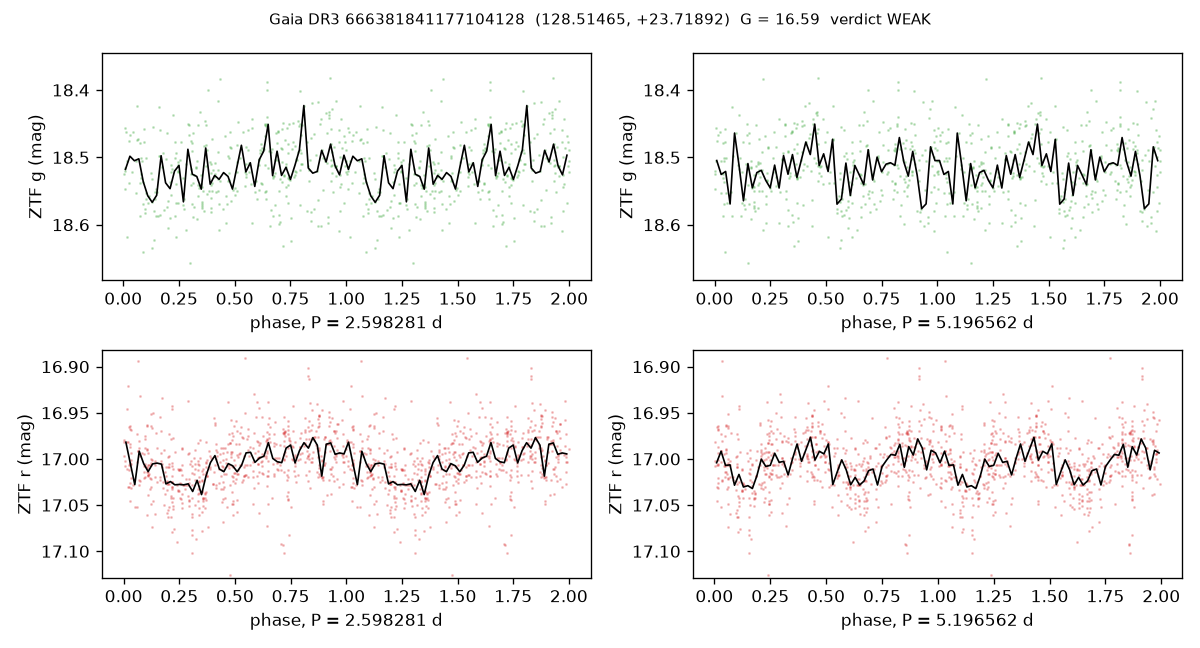 Gaia DR3 666381841177104128 (128.51465, +23.71892) G = 16.59 verdict WEAK
ZTF g (mag)
18.4
18.5
18.6
0.00 0.25 0.50 0.75 1.00 1.25 1.50 1.75 2.00
phase, P = 2.598281 d
ZTF g (mag)
18.4
18.5
18.6
0.00 0.25 0.50 0.75 1.00 1.25 1.50 1.75 2.00
phase, P = 5.196562 d
ZTF r (mag)
16.90
16.95
17.00
17.05
17.10
0.00 0.25 0.50 0.75 1.00 1.25 1.50 1.75 2.00
phase, P = 2.598281 d
ZTF r (mag)
16.90
16.95
17.00
17.05
17.10
0.00 0.25 0.50 0.75 1.00 1.25 1.50 1.75 2.00
phase, P = 5.196562 d